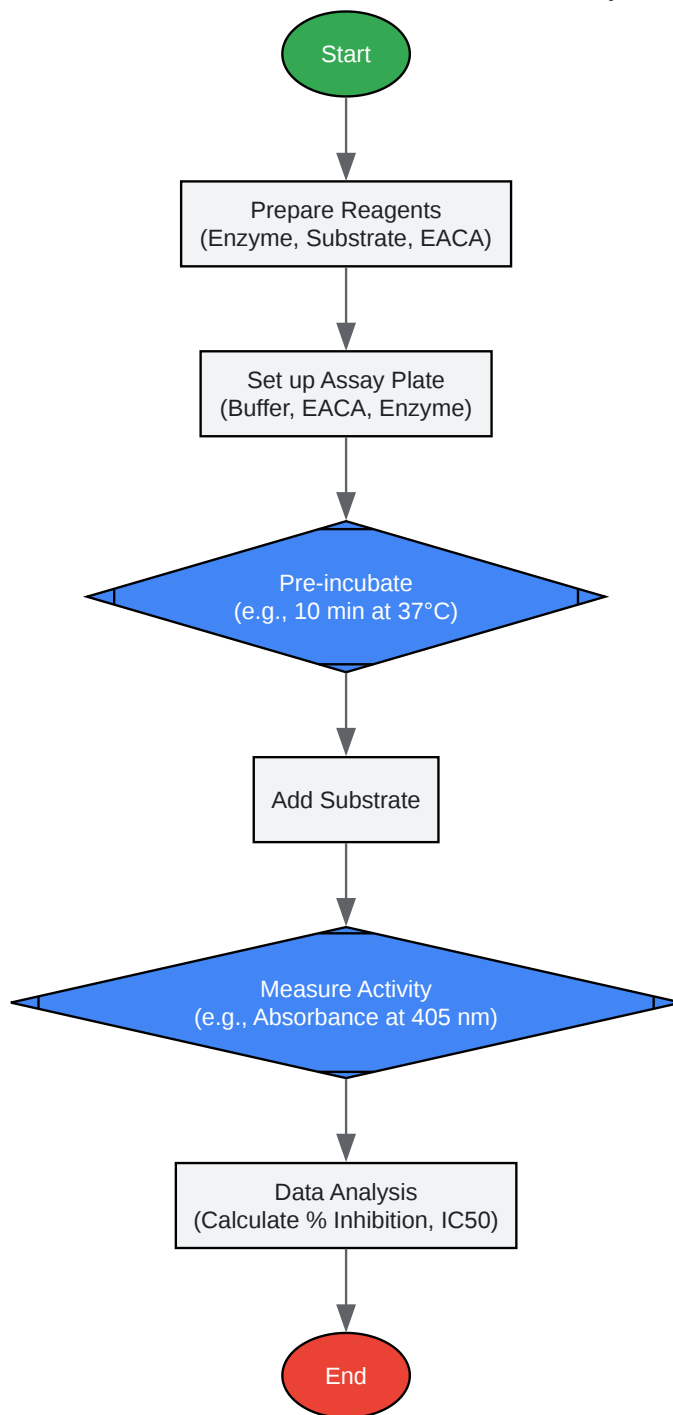 Start
Prepare Reagents
(Enzyme, Substrate, EACA)
Set up Assay Plate
(Buffer, EACA, Enzyme)
Pre-incubate
(e.g., 10 min at 37°C)
Add Substrate
Measure Activity
(e.g., Absorbance at 405 nm)
Data Analysis
(Calculate % Inhibition, IC50)
End